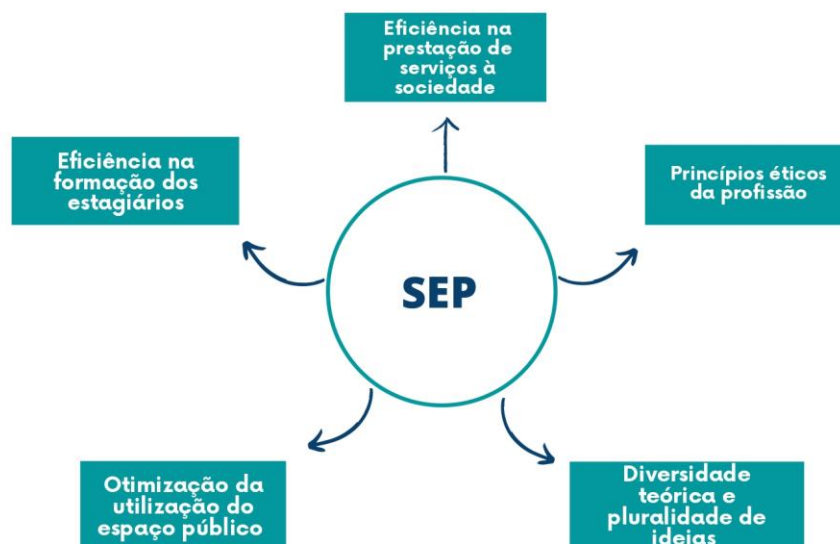 Eficiência na
prestação de
serviços à
sociedade
Eficiência na
formação dos
estagiários
Princípios éticos
da profissão
SEP
Otimização da
utilização do
espaço público
Diversidade
teórica e
pluralidade de
ideias